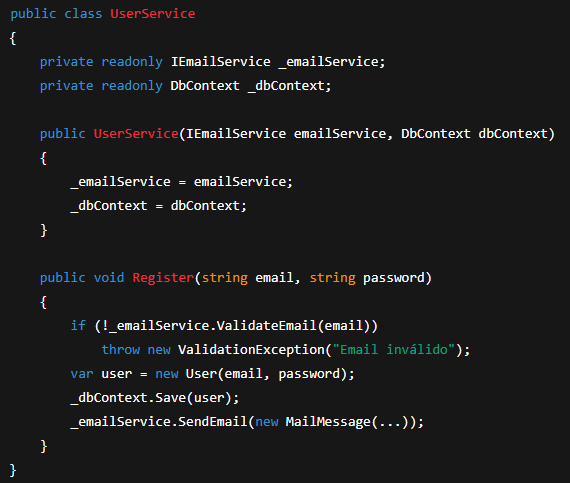 public class UserService
{
    private readonly IEmailService _emailService;
    private readonly DbContext _dbContext;

    public UserService(IEmailService emailService, DbContext dbContext)
    {
        _emailService = emailService;
        _dbContext = dbContext;
    }

    public void Register(string email, string password)
    {
        if (!_emailService.ValidateEmail(email))
            throw new ValidationException("Email inválido");
        var user = new User(email, password);
        _dbContext.Save(user);
        _emailService.SendEmail(new MailMessage(...));
    }
}